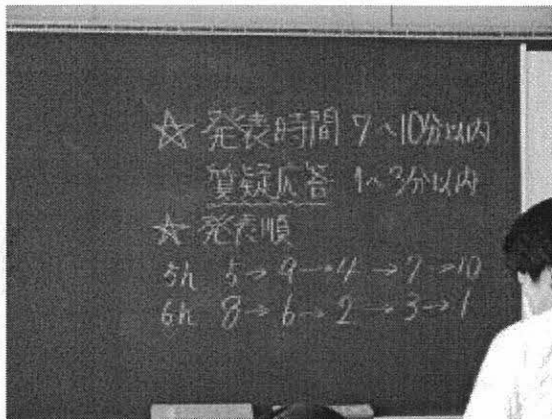 ☆ 発表時間 7〜10分以内
質疑応答 1〜3分以内
☆ 発表順
5h 5→9→4→7→10
6h 8→6→2→3→1